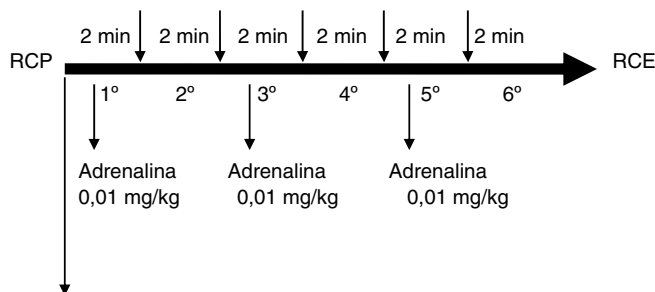 2 min 2 min 2 min 2 min 2 min 2 min
RCP RCE
1º 2º 3º 4º 5º 6º
Adrenalina Adrenalina Adrenalina
0,01 mg/kg 0,01 mg/kg 0,01 mg/kg